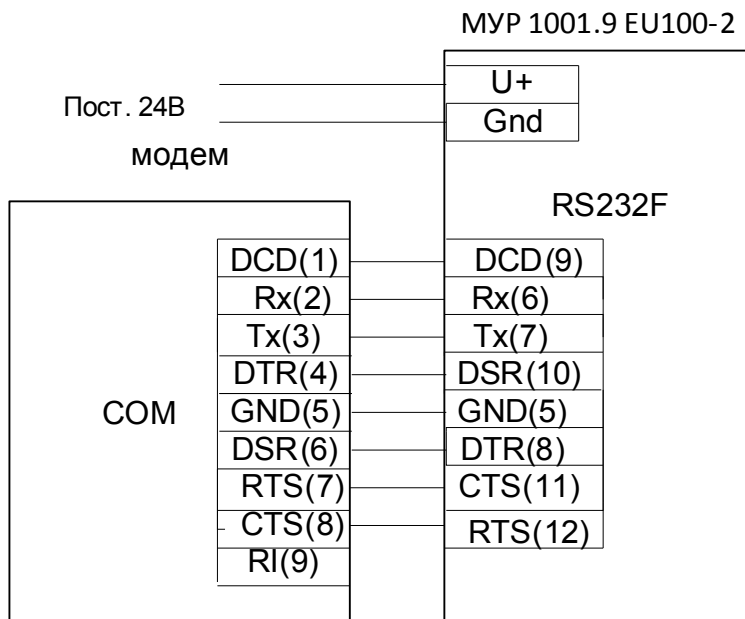 МУР 1001.9 EU100-2
U+
Пост. 24В
Gnd
модем
RS232F
DCD(1)
DCD(9)
Rx(2)
Rx(6)
Tx(3)
Tx(7)
DTR(4)
DSR(10)
COM
GND(5)
GND(5)
DSR(6)
DTR(8)
RTS(7)
CTS(11)
CTS(8)
RTS(12)
RI(9)